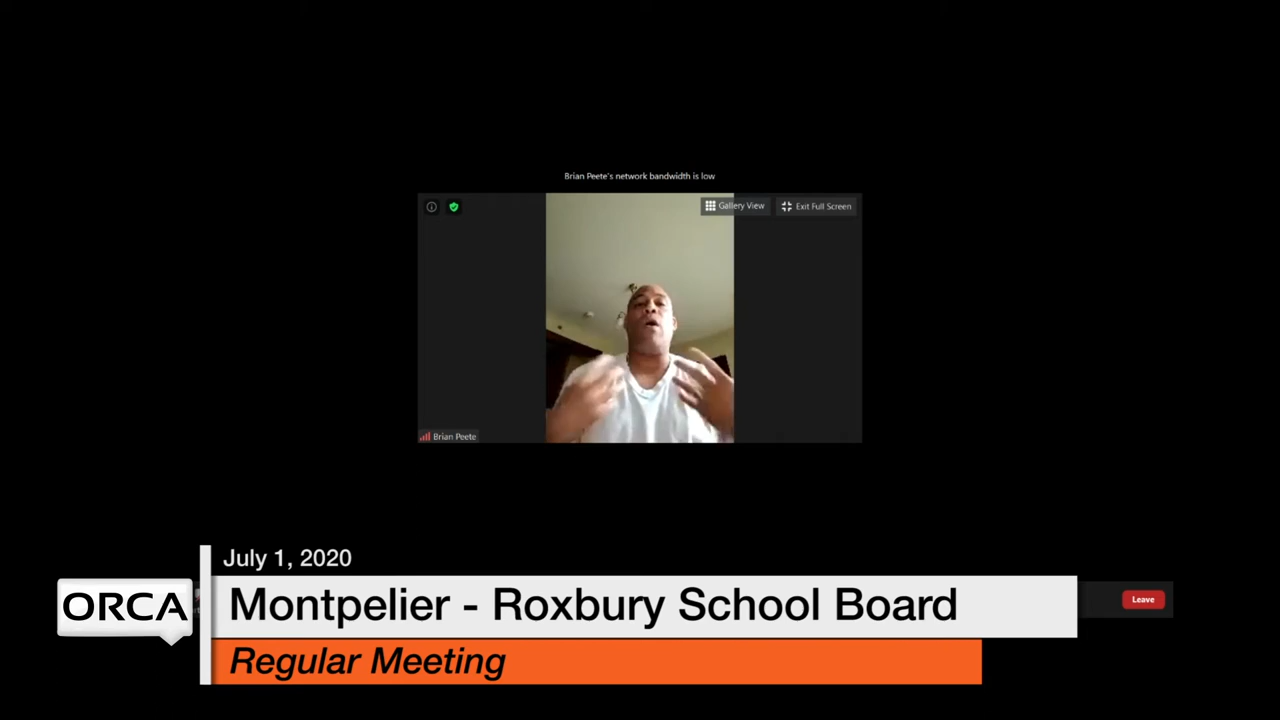 Brian Peete's network bandwidth is low
Gallery View
Exit Full Screen
Brian Peete
July 1, 2020
ORCA
Montpelier - Roxbury School Board
Leave
Regular Meeting